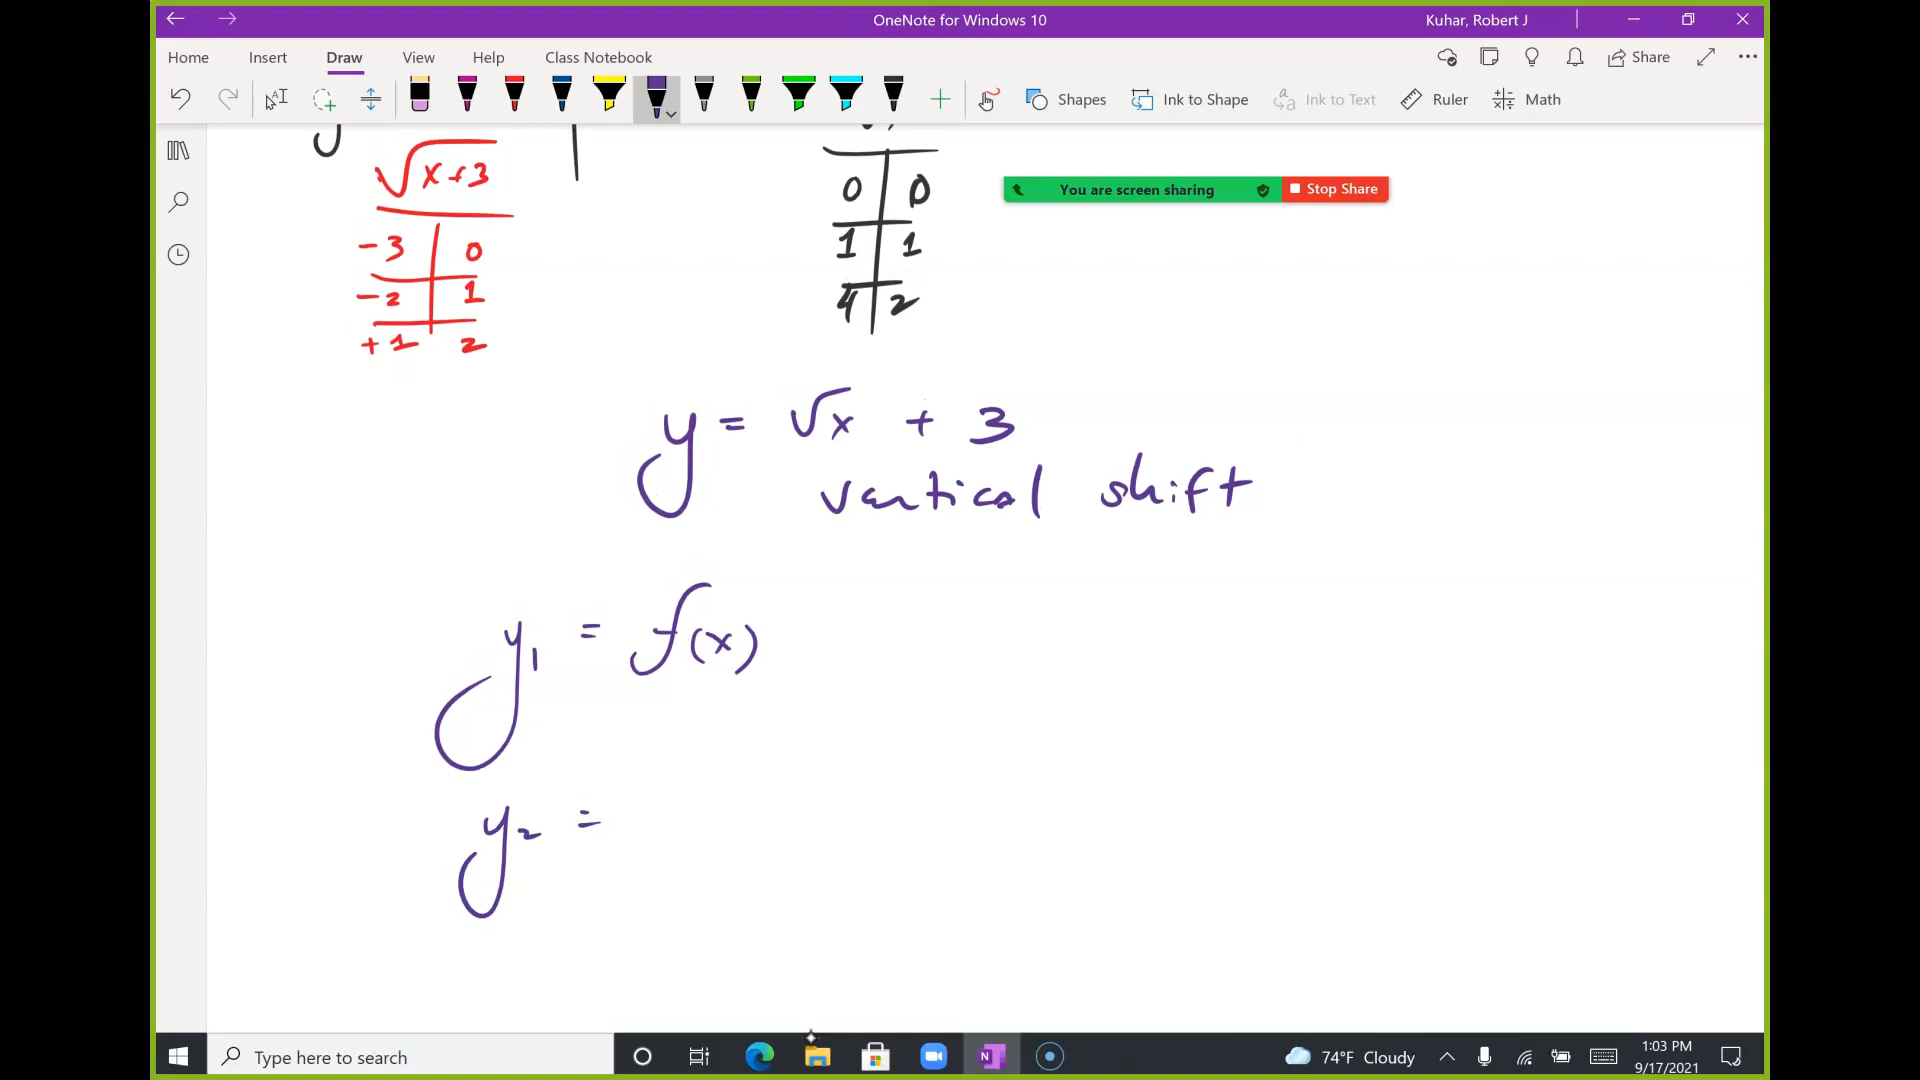 OneNote for Windows 10
Kuhar, Robert J
Home Insert Draw View Help Class Notebook
Share
Shapes Ink to Shape Ink to Text Ruler Math
You are screen sharing Stop Share
√x+3
-3 0
-2 1
+1 2
0 0
1 1
4 2
y = √x + 3
vertical shift
y₁ = f(x)
y₂ =
Type here to search
74°F Cloudy
1:03 PM
9/17/2021